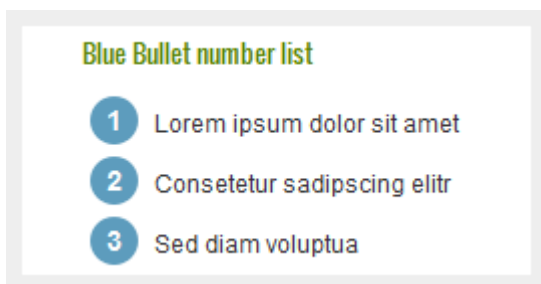 Blue Bullet number list
1 Lorem ipsum dolor sit amet
2 Consetetur sadipscing elitr
3 Sed diam voluptua